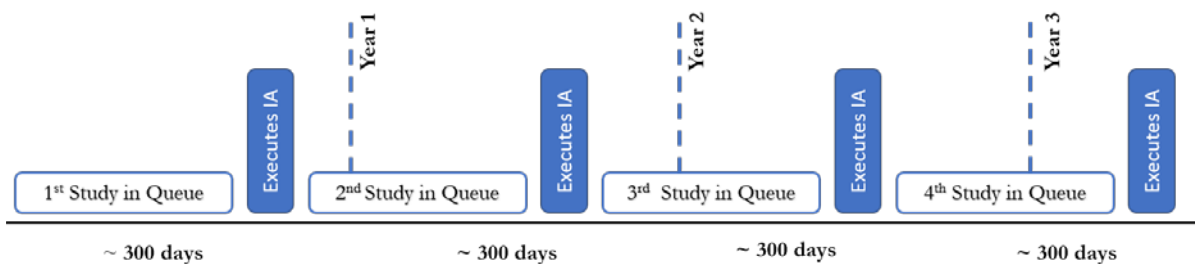 Year 1
Year 2
Year 3
Executes IA
Executes IA
Executes IA
Executes IA
1st Study in Queue
2nd Study in Queue
3rd Study in Queue
4th Study in Queue
~ 300 days
~ 300 days
~ 300 days
~ 300 days